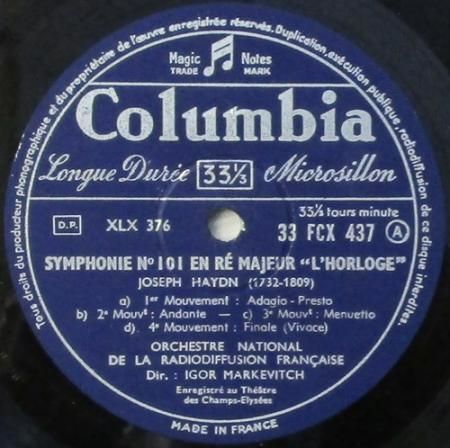 Tous droits du producteur phonographique et du propriétaire de l'œuvre enregistrée réservés. Duplication, exécution publique, radiodiffusion de ce disque interdites.
Magic Notes
TRADE MARK
Columbia
Longue Durée 33⅓ Microsillon
33⅓ tours minute
D.P. XLX 376 33 FCX 437 A
SYMPHONIE Nº 101 EN RÉ MAJEUR "L'HORLOGE"
JOSEPH HAYDN (1732-1809)
a) 1er Mouvement : Adagio - Presto
b) 2e Mouvt : Andante — c) 3e Mouvt : Menuetto
d) 4e Mouvement : Finale (Vivace)
ORCHESTRE NATIONAL
DE LA RADIODIFFUSION FRANÇAISE
Dir. : IGOR MARKEVITCH
Enregistré au Théâtre
des Champs-Elysées
MADE IN FRANCE